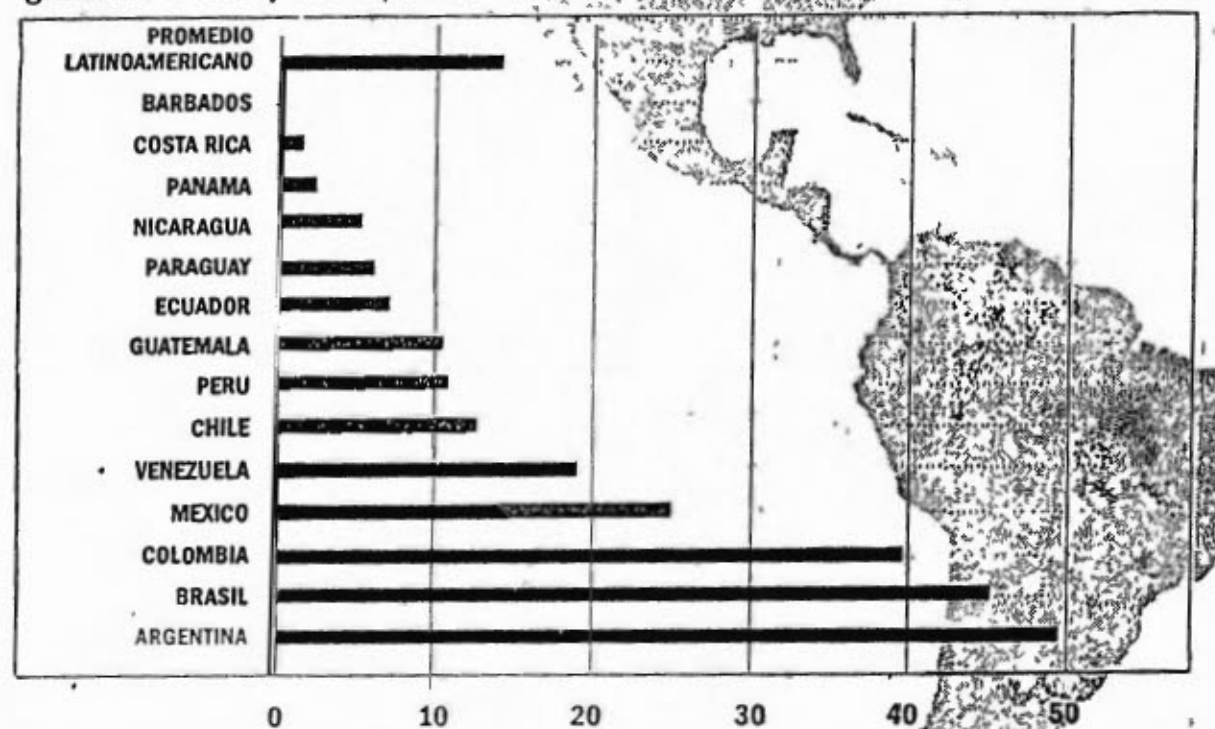 PROMEDIO
LATINOAMERICANO
BARBADOS
COSTA RICA
PANAMA
NICARAGUA
PARAGUAY
ECUADOR
GUATEMALA
PERU
CHILE
VENEZUELA
MEXICO
COLOMBIA
BRASIL
ARGENTINA
0 10 20 30 40 50